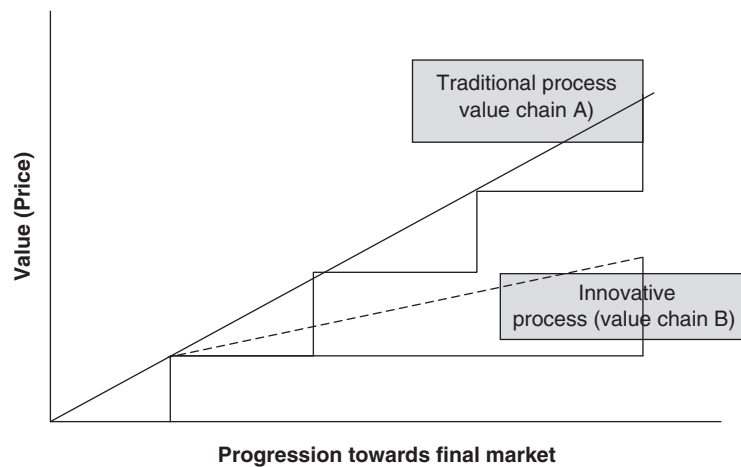 Traditional process
value chain A)
Value (Price)
Innovative
process (value chain B)
Progression towards final market